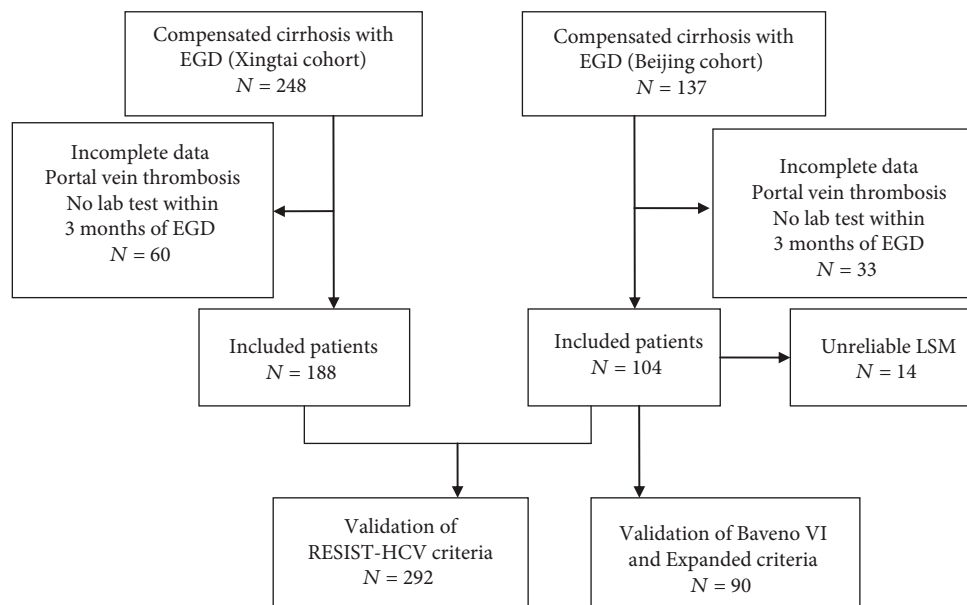 Compensated cirrhosis with
EGD (Xingtai cohort)
N = 248
Compensated cirrhosis with
EGD (Beijing cohort)
N = 137
Incomplete data
Portal vein thrombosis
No lab test within
3 months of EGD
N = 60
Incomplete data
Portal vein thrombosis
No lab test within
3 months of EGD
N = 33
Included patients
N = 188
Included patients
N = 104
Unreliable LSM
N = 14
Validation of
RESIST-HCV criteria
N = 292
Validation of Baveno VI
and Expanded criteria
N = 90